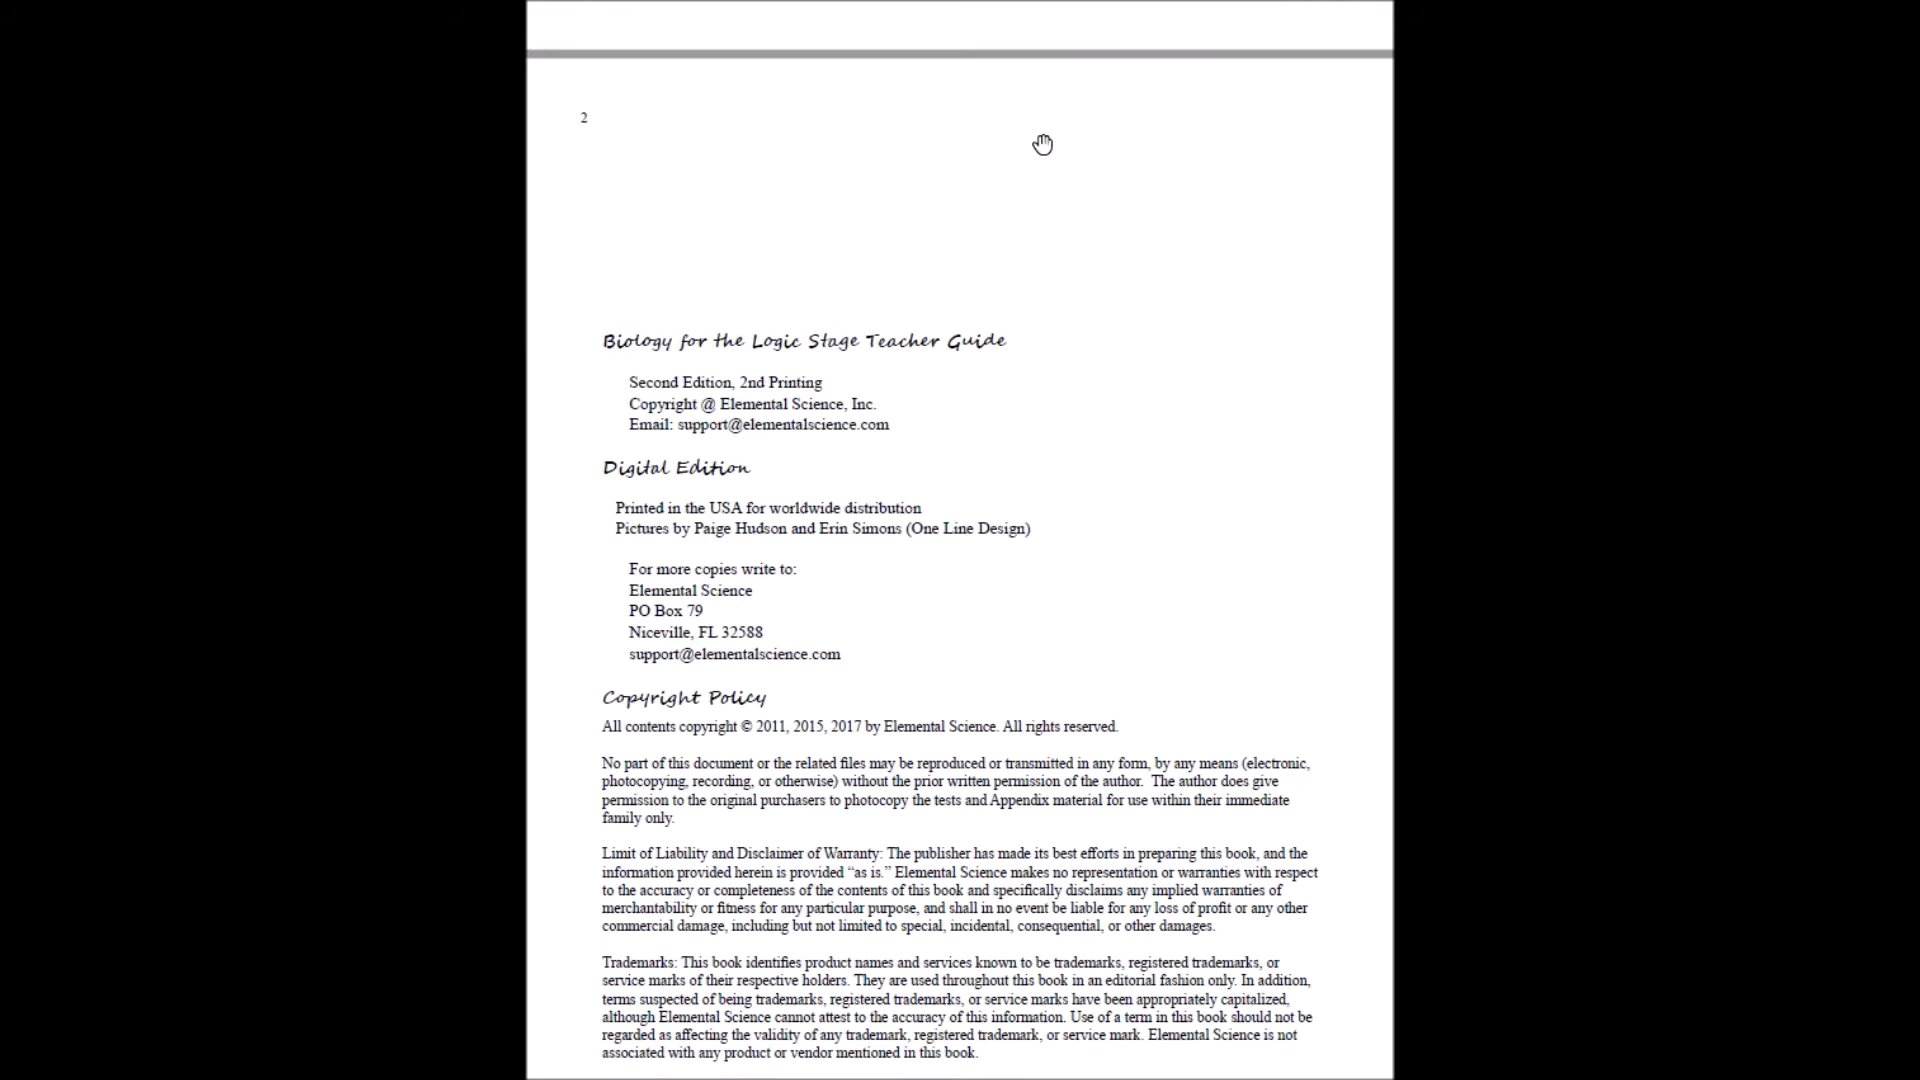 2
Biology for the Logic Stage Teacher Guide
Second Edition, 2nd Printing
Copyright @ Elemental Science, Inc.
Email: support@elementalscience.com
Digital Edition
Printed in the USA for worldwide distribution
Pictures by Paige Hudson and Erin Simons (One Line Design)
For more copies write to:
Elemental Science
PO Box 79
Niceville, FL 32588
support@elementalscience.com
Copyright Policy
All contents copyright © 2011, 2015, 2017 by Elemental Science. All rights reserved.
No part of this document or the related files may be reproduced or transmitted in any form, by any means (electronic,
photocopying, recording, or otherwise) without the prior written permission of the author.  The author does give
permission to the original purchasers to photocopy the tests and Appendix material for use within their immediate
family only.
Limit of Liability and Disclaimer of Warranty: The publisher has made its best efforts in preparing this book, and the
information provided herein is provided “as is.” Elemental Science makes no representation or warranties with respect
to the accuracy or completeness of the contents of this book and specifically disclaims any implied warranties of
merchantability or fitness for any particular purpose, and shall in no event be liable for any loss of profit or any other
commercial damage, including but not limited to special, incidental, consequential, or other damages.
Trademarks: This book identifies product names and services known to be trademarks, registered trademarks, or
service marks of their respective holders. They are used throughout this book in an editorial fashion only. In addition,
terms suspected of being trademarks, registered trademarks, or service marks have been appropriately capitalized,
although Elemental Science cannot attest to the accuracy of this information. Use of a term in this book should not be
regarded as affecting the validity of any trademark, registered trademark, or service mark. Elemental Science is not
associated with any product or vendor mentioned in this book.